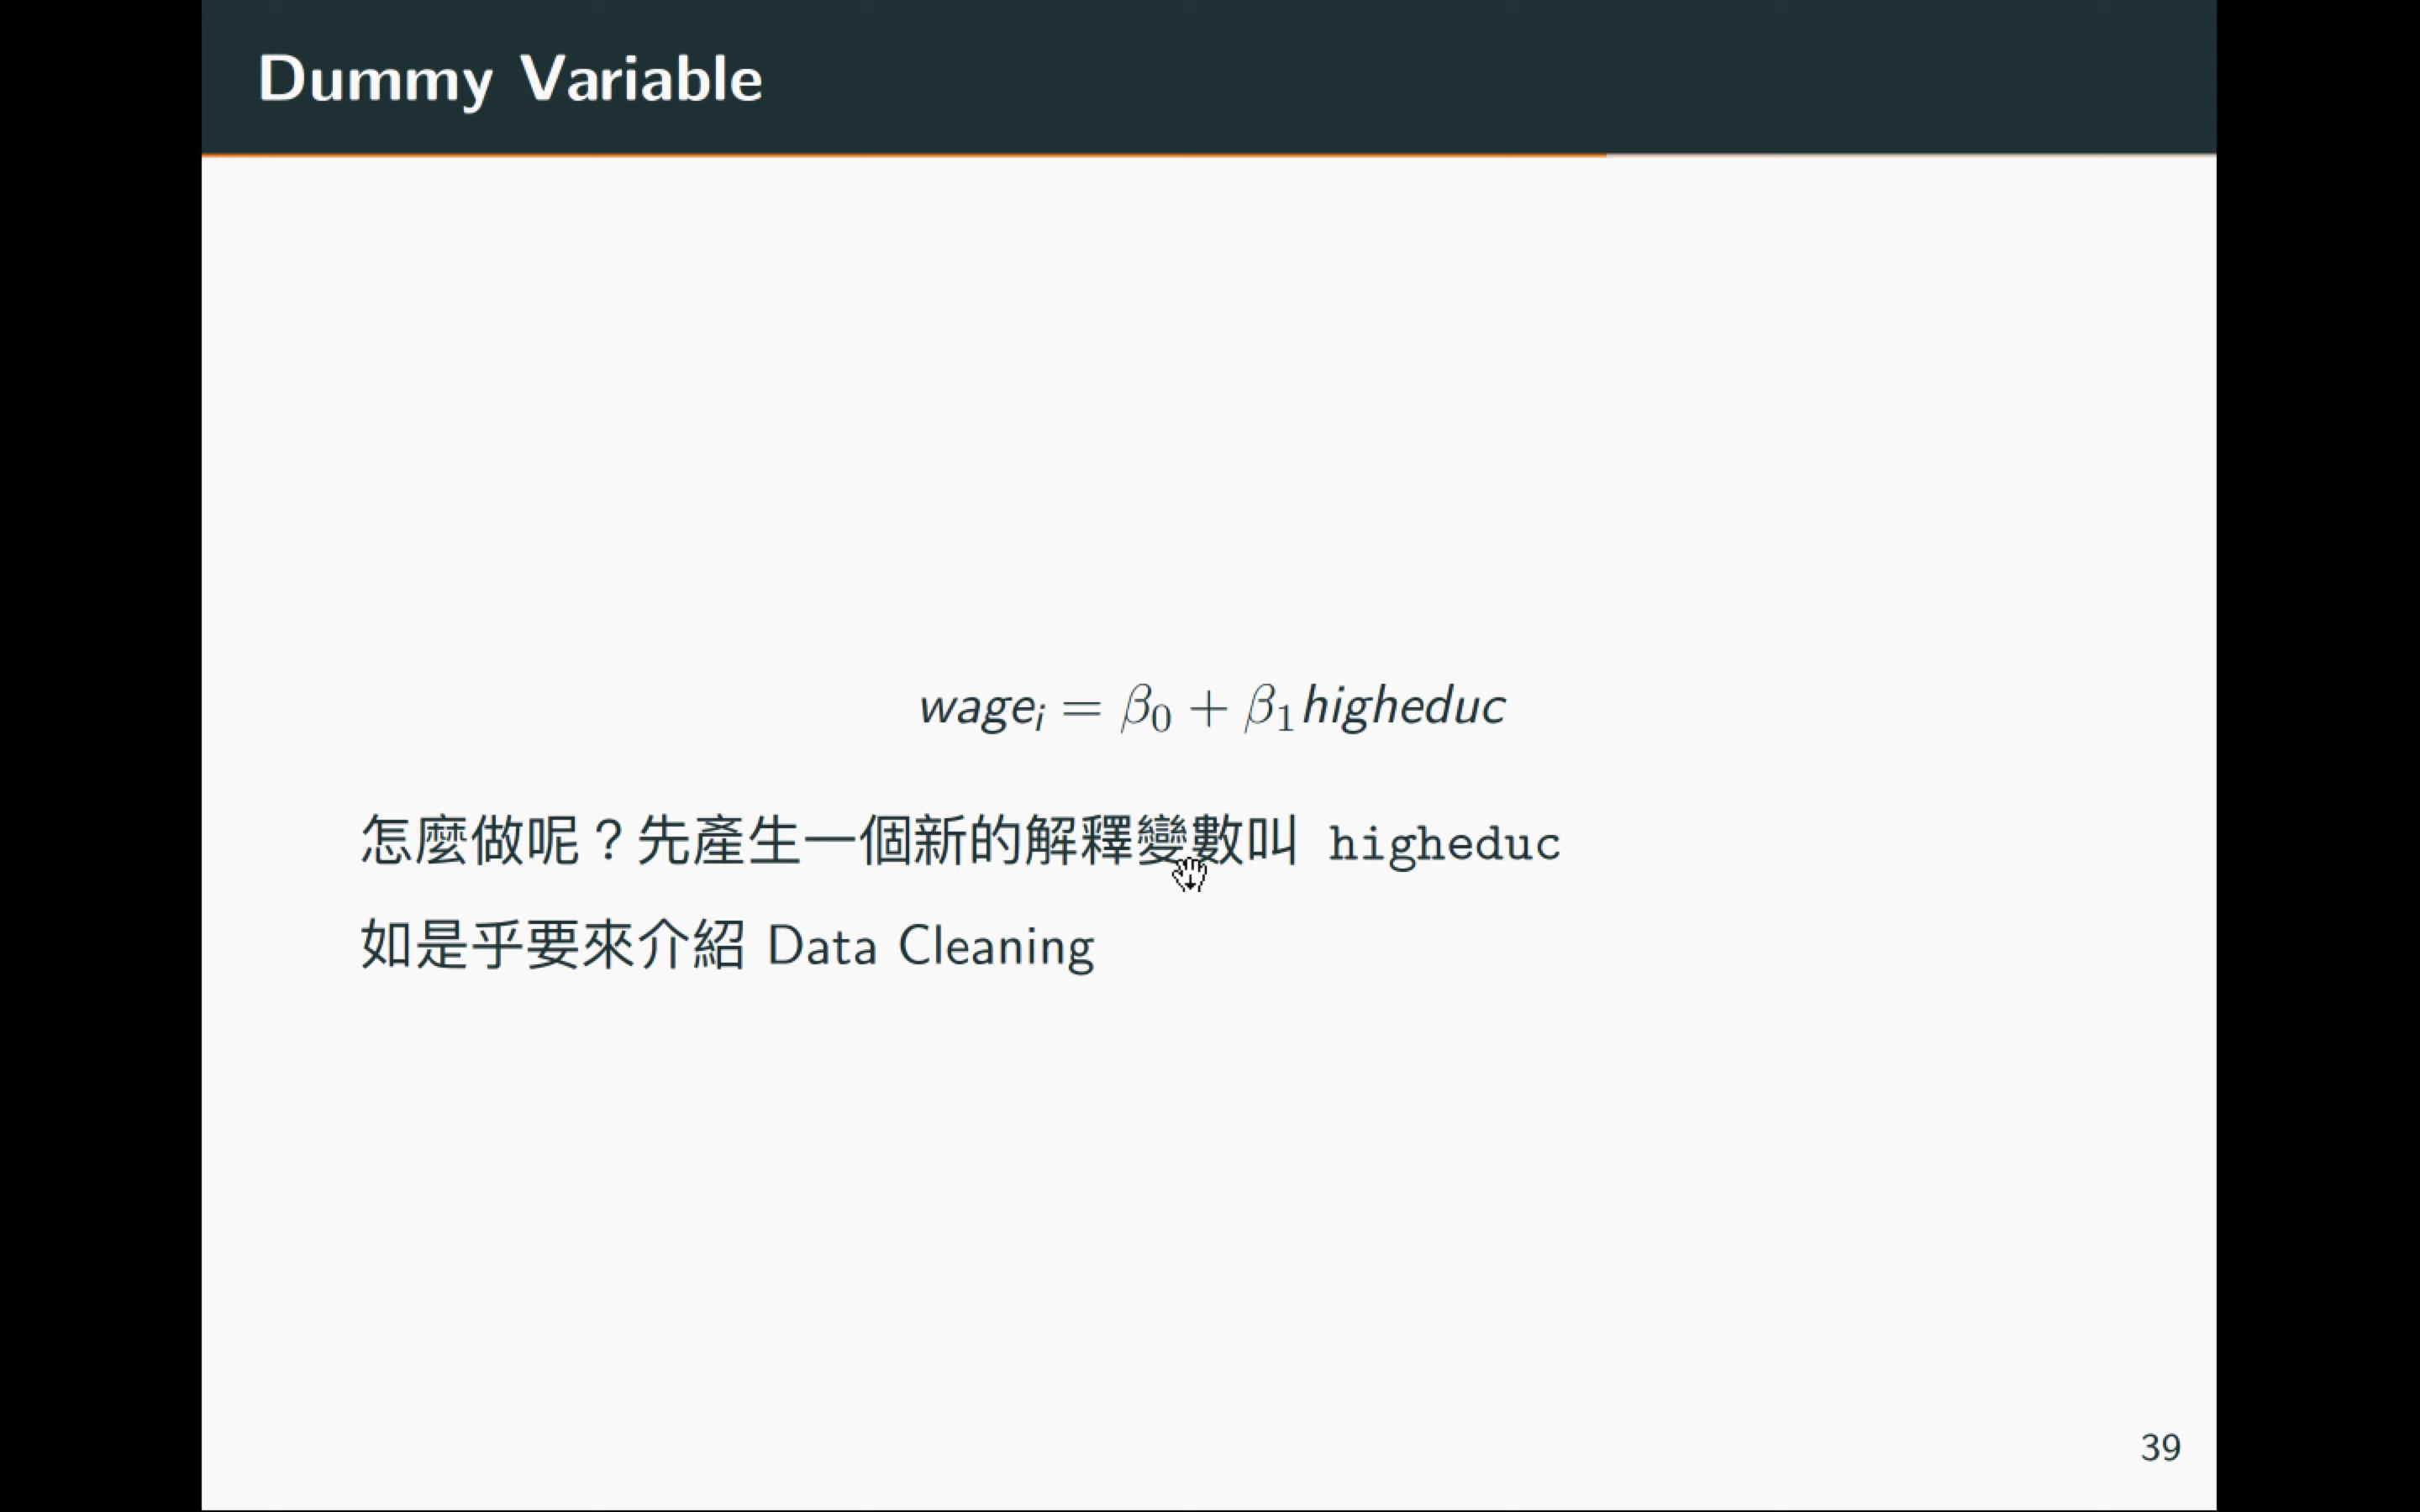 Dummy Variable
wageᵢ = β₀ + β₁higheduc
怎麼做呢？先產生一個新的解釋變數叫 higheduc
如是乎要來介紹 Data Cleaning
39